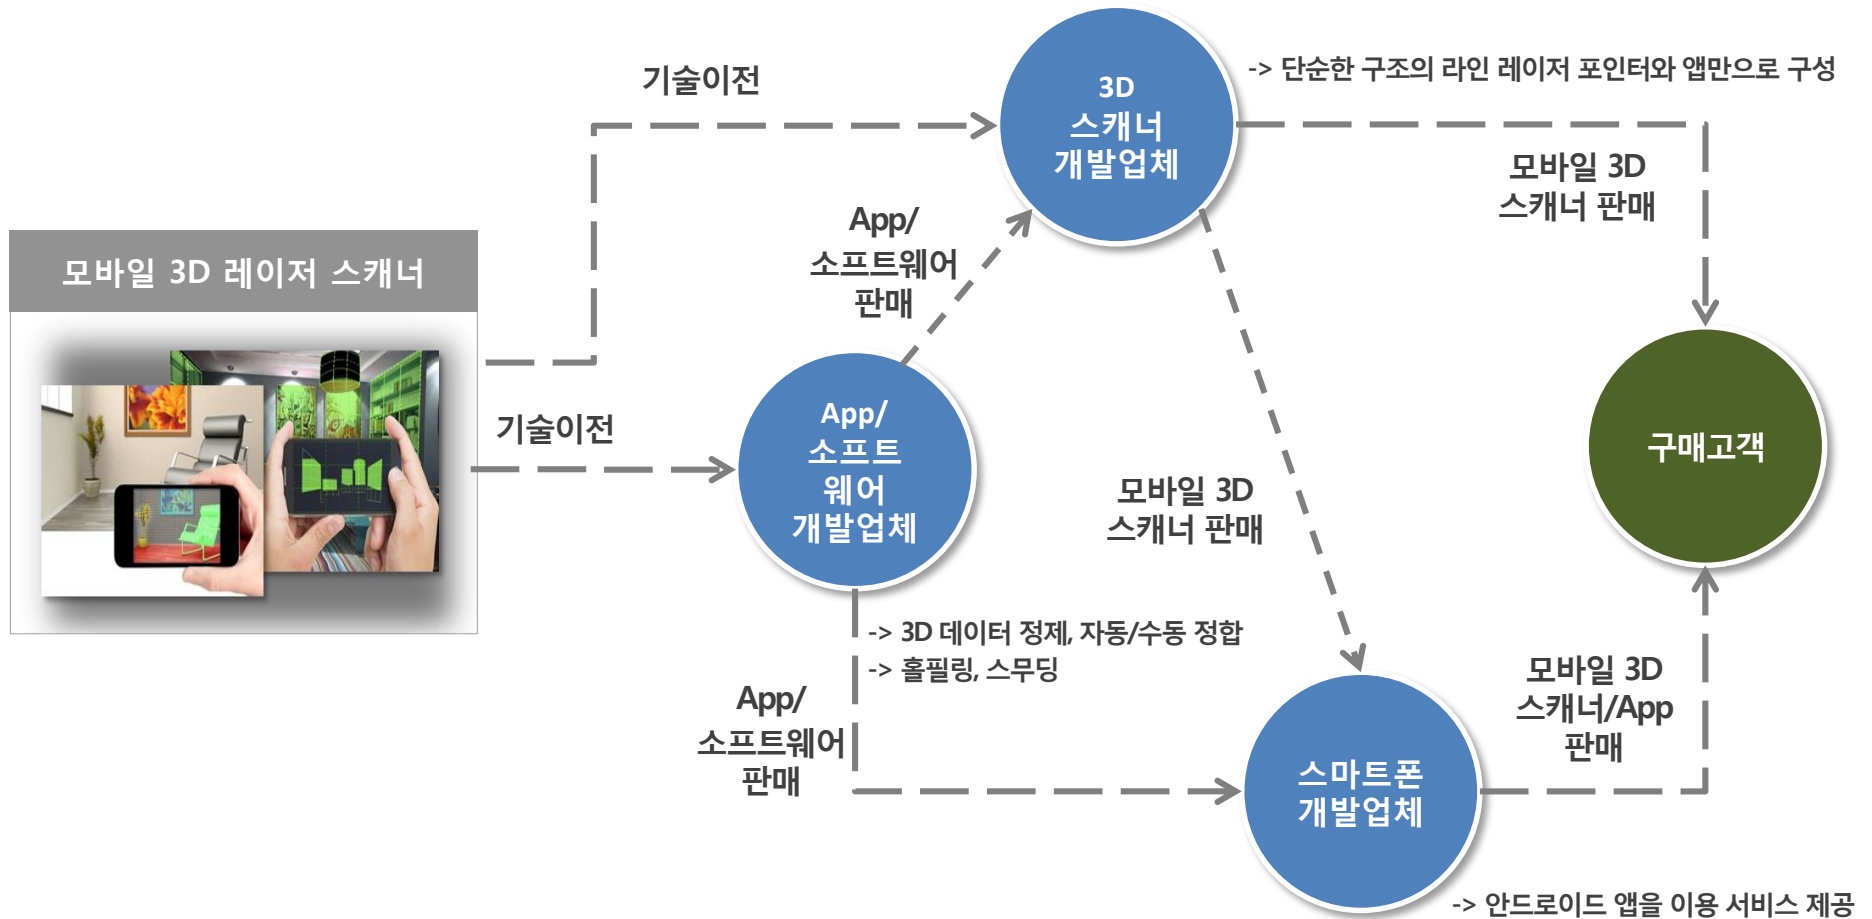 기술이전
-> 단순한 구조의 라인 레이저 포인터와 앱만으로 구성
3D
스캐너
개발업체
모바일 3D
스캐너 판매
App/
소프트웨어
판매
모바일 3D 레이저 스캐너
기술이전
App/
소프트
웨어
개발업체
구매고객
모바일 3D
스캐너 판매
-> 3D 데이터 정제, 자동/수동 정합
-> 홀필링, 스무딩
App/
소프트웨어
판매
모바일 3D
스캐너/App
판매
스마트폰
개발업체
-> 안드로이드 앱을 이용 서비스 제공